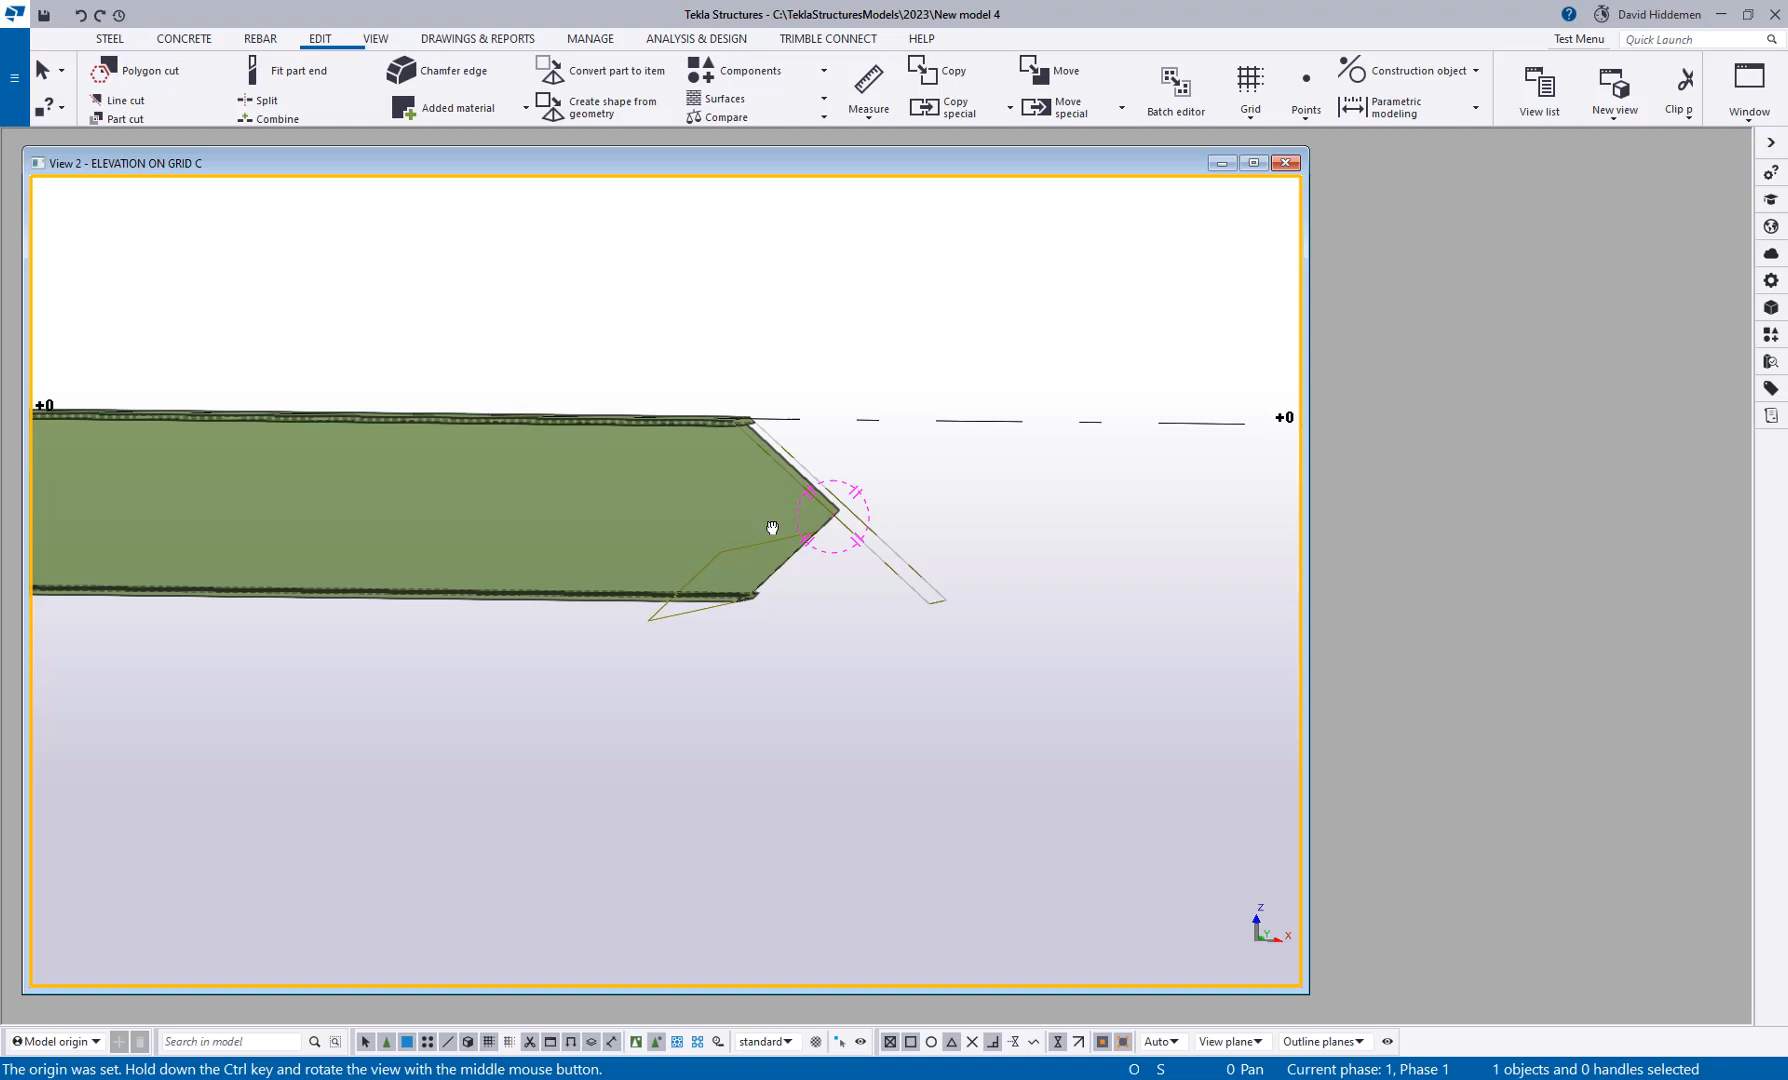 Tekla Structures - C:\TeklaStructuresModels\2023\New model 4
David Hiddemen
STEEL CONCRETE REBAR EDIT VIEW DRAWINGS & REPORTS MANAGE ANALYSIS & DESIGN TRIMBLE CONNECT HELP
Test Menu
Quick Launch
Polygon cut
Line cut
Part cut
Fit part end
Split
Combine
Chamfer edge
Added material
Convert part to item
Create shape from
geometry
Components
Surfaces
Compare
Measure
Copy
Copy
special
Move
Move
special
Batch editor
Grid
Points
Construction object
Parametric
modeling
View list
New view
Clip p
Window
View 2 - ELEVATION ON GRID C
+0
+0
Z
Y
X
Model origin
Search in model
standard
Auto
View plane
Outline planes
The origin was set. Hold down the Ctrl key and rotate the view with the middle mouse button.
O S 0 Pan Current phase: 1, Phase 1 1 objects and 0 handles selected